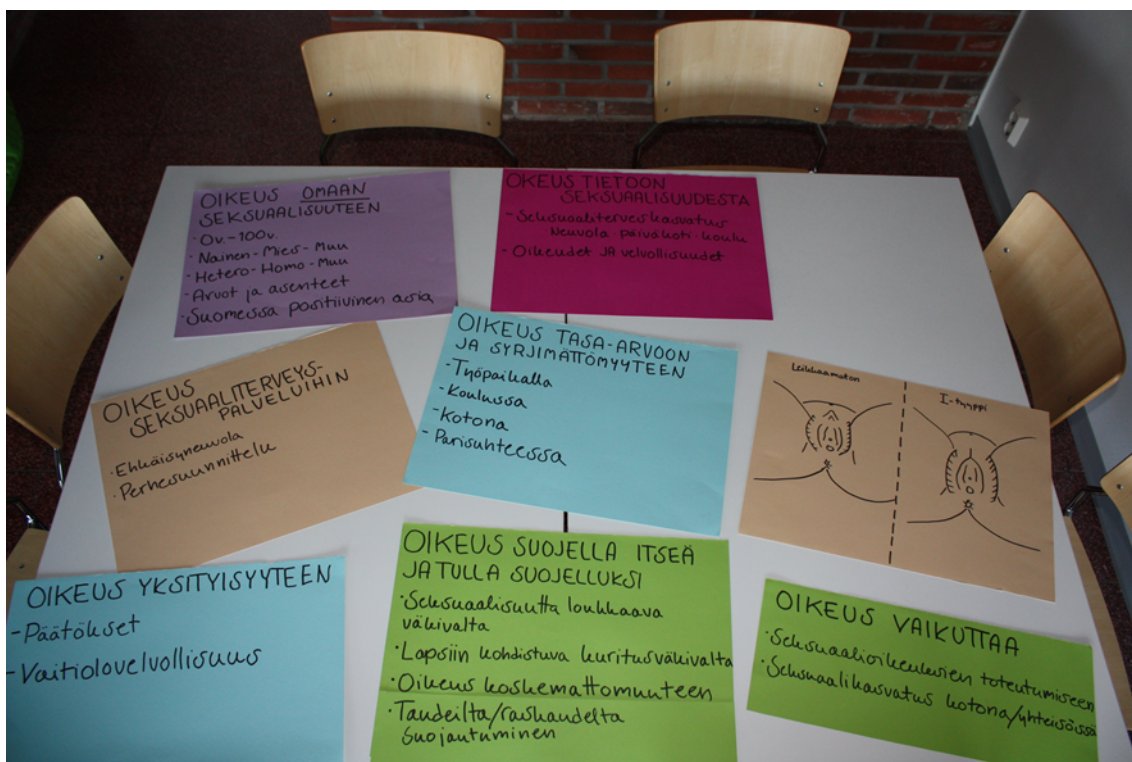 OIKEUS OMAAN
SEKSUAALISUUTEEN
· 0v.-100v.
· Nainen - Mies - Muu
· Hetero - Homo - Muu
· Arvot ja asenteet
· Suomessa positiivinen asia
OKEUS TIETOON
SEKSUAALISUUDESTA
- Seksuaaliterveiskasvatus
Neuvola · päiväkoti · koulu
- Oikeudet JA velvollisuudet
OIKEUS
SEKSUAALITERVEYS-
PALVELUIHIN
· Ehkäisyneuvola
· Perhesuunnittelu
OIKEUS TASA-ARVOON
JA SYRJIMÄTTÖMYYTEEN
- Työpaikalla
- Koulussa
- Kotona
- Parisuhteessa
Leikkaamaton
I-tyyppi
OIKEUS YKSITYISYYTEEN
- Päätökset
- Vaitiolovelvollisuus
OIKEUS SUOJELLA ITSEÄ
JA TULLA SUOJELLUKSI
· Seksuaalisuutta loukkaava
väkivalta
· Lapsiin kohdistuva kuritusväkivalta
· Oikeus koskemattomuuteen
· Taudeilta/raskaudelta
suojautuminen
OIKEUS VAIKUTTAA
· Seksuaalioikeuksien toteutumiseen
· Seksuaalikasvatus kotona/yhteisöissä